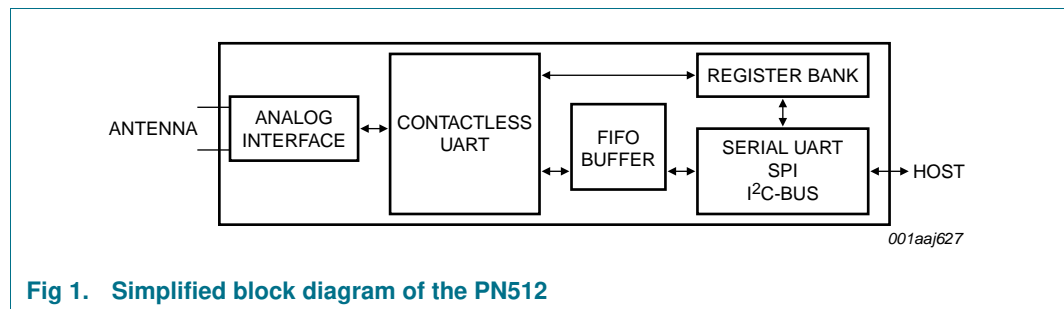 ANTENNA
ANALOG
INTERFACE
CONTACTLESS
UART
FIFO
BUFFER
REGISTER BANK
SERIAL UART
SPI
I²C-BUS
HOST
001aaj627
Fig 1. Simplified block diagram of the PN512